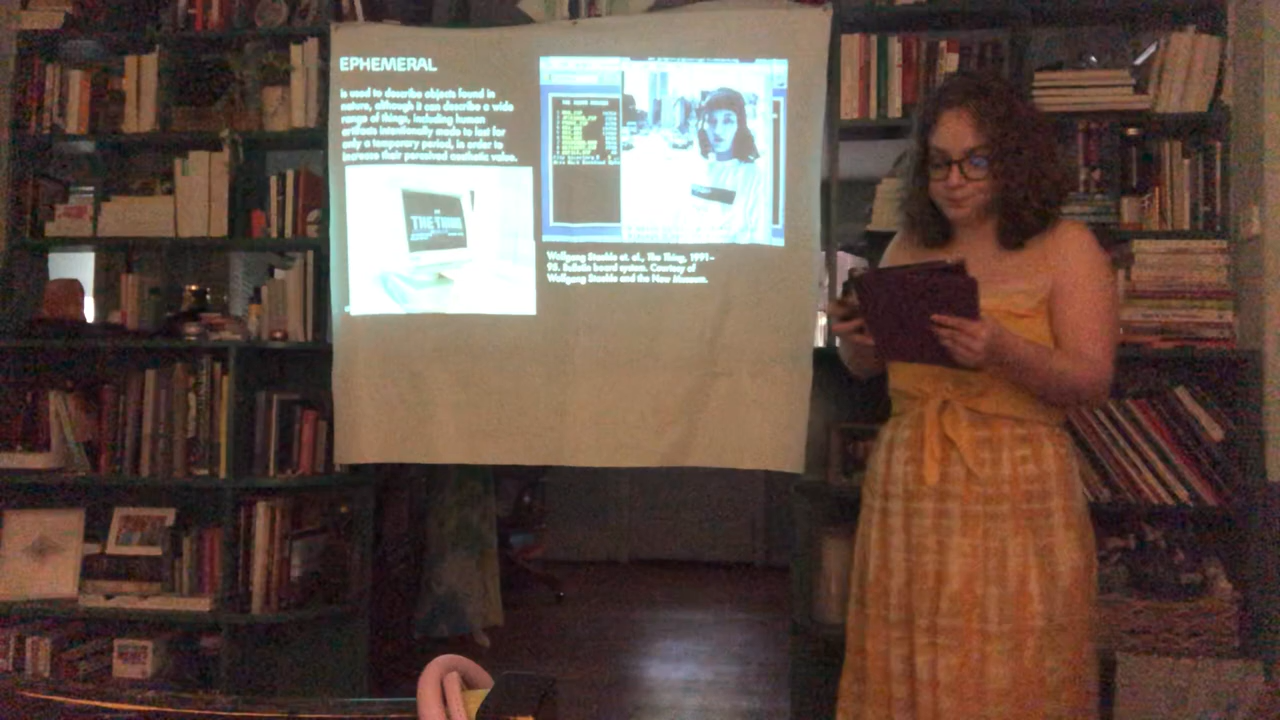 EPHEMERAL
is used to describe objects found in
nature, although it can describe a wide
range of things, including human
artifacts intentionally made to last for
only a temporary period, in order to
increase their perceived aesthetic value.
THE THING
Wolfgang Staehle et. al., The Thing, 1991–
95. Bulletin board system. Courtesy of
Wolfgang Staehle and the New Museum.